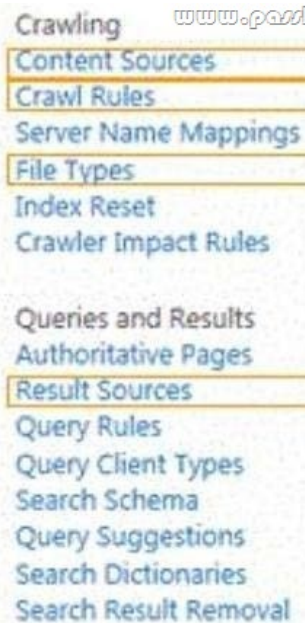 Crawling
Content Sources
Crawl Rules
Server Name Mappings
File Types
Index Reset
Crawler Impact Rules
Queries and Results
Authoritative Pages
Result Sources
Query Rules
Query Client Types
Search Schema
Query Suggestions
Search Dictionaries
Search Result Removal